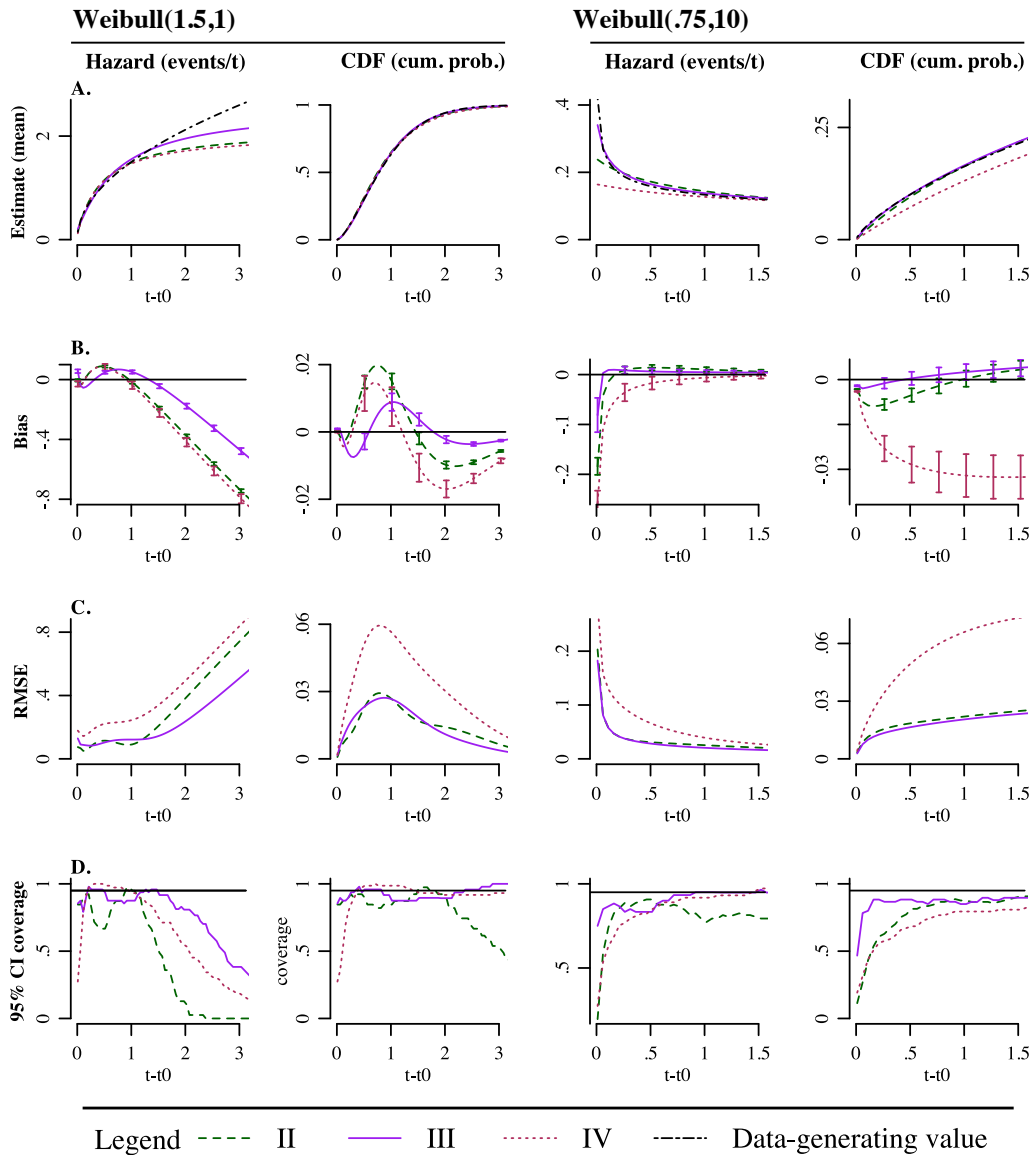 Weibull(1.5,1) Weibull(.75,10)
Hazard (events/t) CDF (cum. prob.) Hazard (events/t) CDF (cum. prob.)
A.
Estimate (mean)
0 2
0 1 2 3
t-t0
0 .5 1
0 1 2 3
t-t0
0 .2 .4
0 .5 1 1.5
t-t0
0 .25
0 .5 1 1.5
t-t0
B.
Bias
-.8 -.4 0
0 1 2 3
t-t0
-.02 0 .02
0 1 2 3
t-t0
-.2 -.1 0
0 .5 1 1.5
t-t0
-.03 0
0 .5 1 1.5
t-t0
C.
RMSE
0 .4 .8
0 1 2 3
t-t0
0 .03 .06
0 1 2 3
t-t0
0 .1 .2
0 .5 1 1.5
t-t0
0 .03 .06
0 .5 1 1.5
t-t0
D.
95% CI coverage
0 .5 1
0 1 2 3
t-t0
coverage
0 .5 1
0 1 2 3
t-t0
.5 1
0 .5 1 1.5
t-t0
0 .5 1
0 .5 1 1.5
t-t0
Legend II III IV Data-generating value